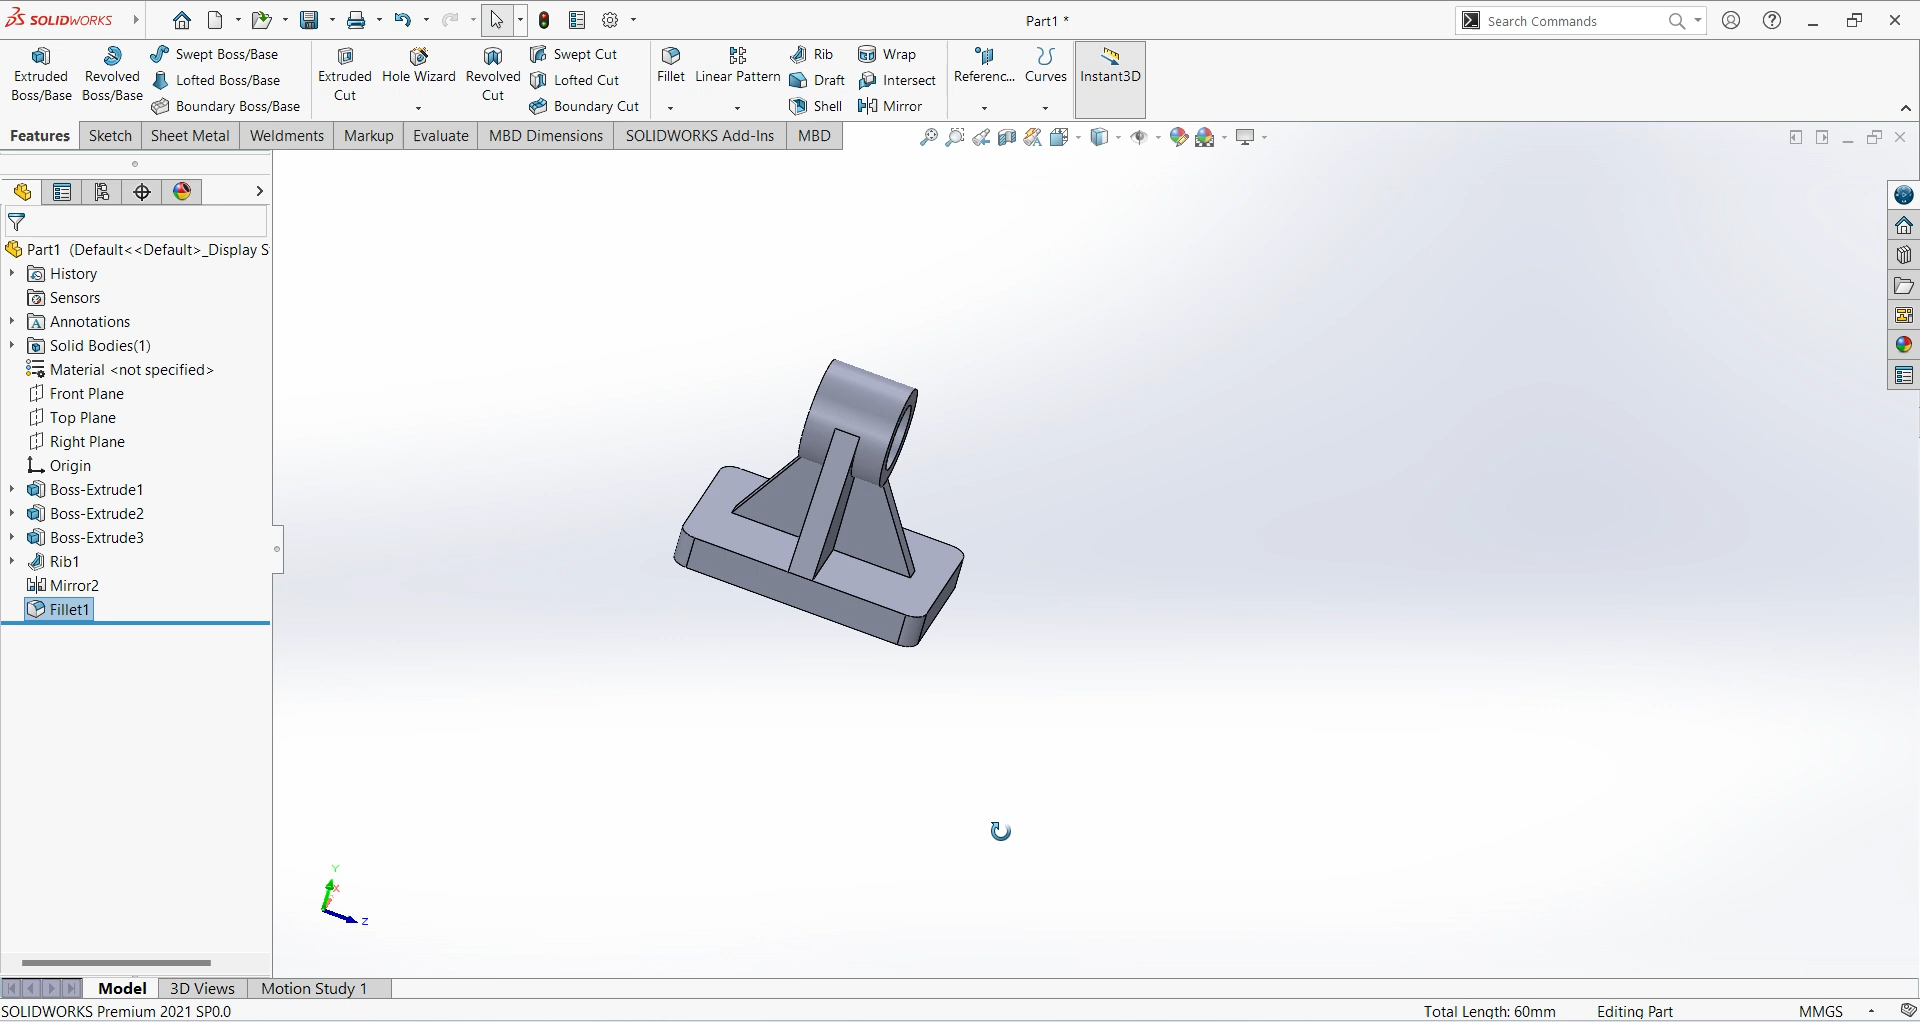 SOLIDWORKS
Part1 *
Search Commands
Extruded Boss/Base
Revolved Boss/Base
Swept Boss/Base
Lofted Boss/Base
Boundary Boss/Base
Extruded Cut
Hole Wizard
Revolved Cut
Swept Cut
Lofted Cut
Boundary Cut
Fillet
Linear Pattern
Rib
Draft
Shell
Wrap
Intersect
Mirror
Referenc...
Curves
Instant3D
Features
Sketch
Sheet Metal
Weldments
Markup
Evaluate
MBD Dimensions
SOLIDWORKS Add-Ins
MBD
Part1 (Default<<Default>_Display S
History
Sensors
Annotations
Solid Bodies(1)
Material <not specified>
Front Plane
Top Plane
Right Plane
Origin
Boss-Extrude1
Boss-Extrude2
Boss-Extrude3
Rib1
Mirror2
Fillet1
Y
X
Z
Model
3D Views
Motion Study 1
SOLIDWORKS Premium 2021 SP0.0
Total Length: 60mm
Editing Part
MMGS